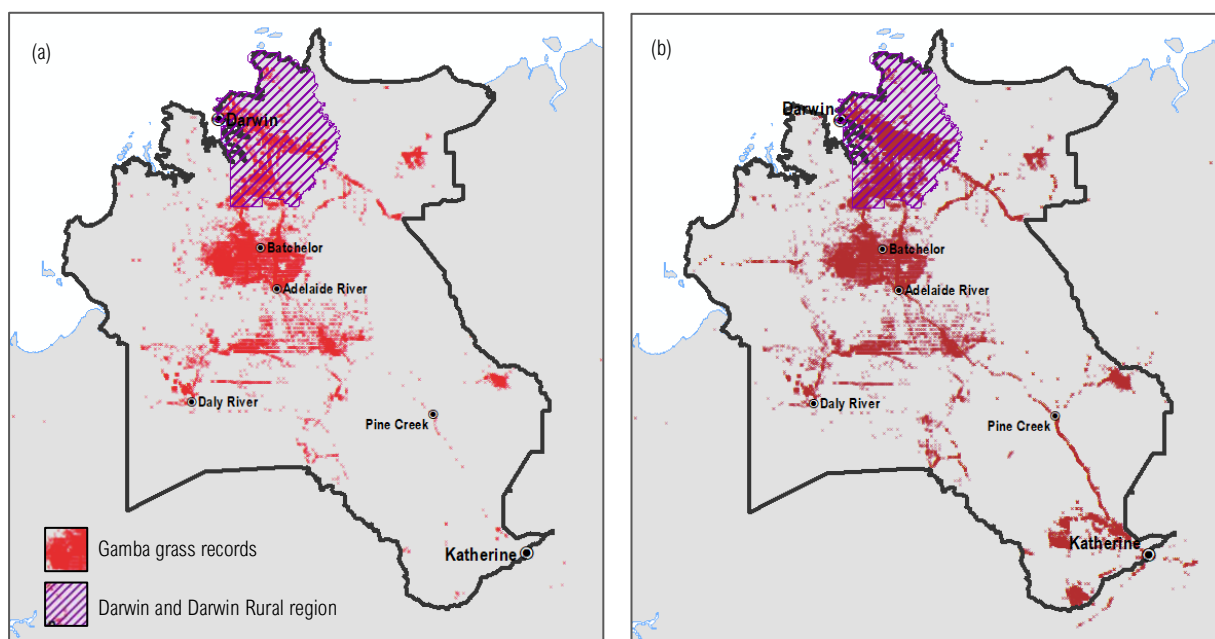 (a)
Darwin
Batchelor
Adelaide River
Daly River
Pine Creek
Katherine
Gamba grass records
Darwin and Darwin Rural region
(b)
Darwin
Batchelor
Adelaide River
Daly River
Pine Creek
Katherine